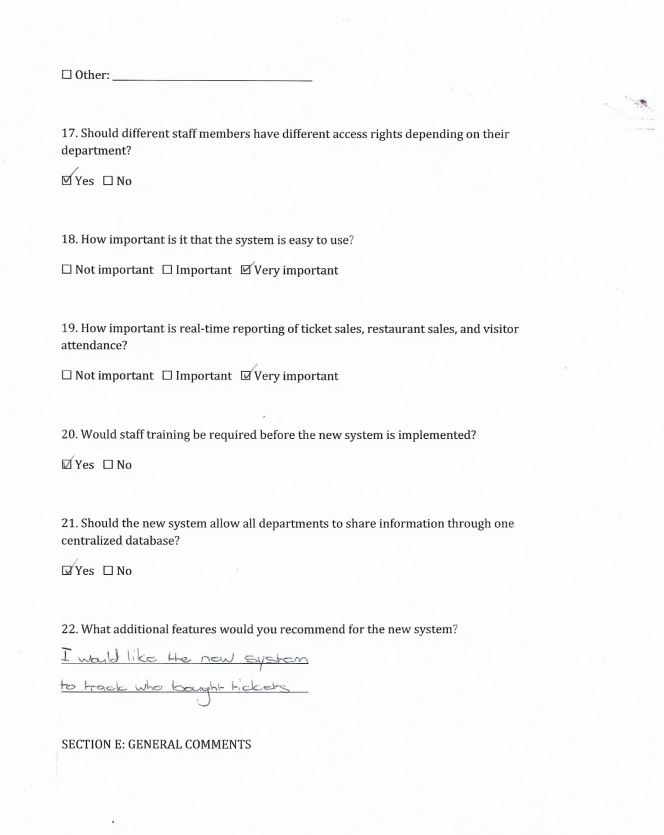 ☐ Other: ____________________
17. Should different staff members have different access rights depending on their
department?
☑ Yes ☐ No
18. How important is it that the system is easy to use?
☐ Not important ☐ Important ☑ Very important
19. How important is real-time reporting of ticket sales, restaurant sales, and visitor
attendance?
☐ Not important ☐ Important ☑ Very important
20. Would staff training be required before the new system is implemented?
☑ Yes ☐ No
21. Should the new system allow all departments to share information through one
centralized database?
☑ Yes ☐ No
22. What additional features would you recommend for the new system?
I would like the new system
to track who bought tickets
SECTION E: GENERAL COMMENTS